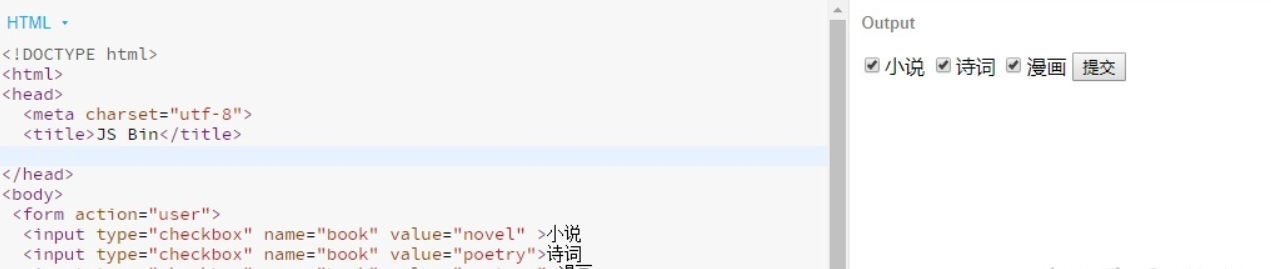 HTML
<!DOCTYPE html>
<html>
<head>
<meta charset="utf-8">
<title>JS Bin</title>
</head>
<body>
<form action="user">
<input type="checkbox" name="book" value="novel" >小说
<input type="checkbox" name="book" value="poetry">诗词
Output
小说 诗词 漫画 提交